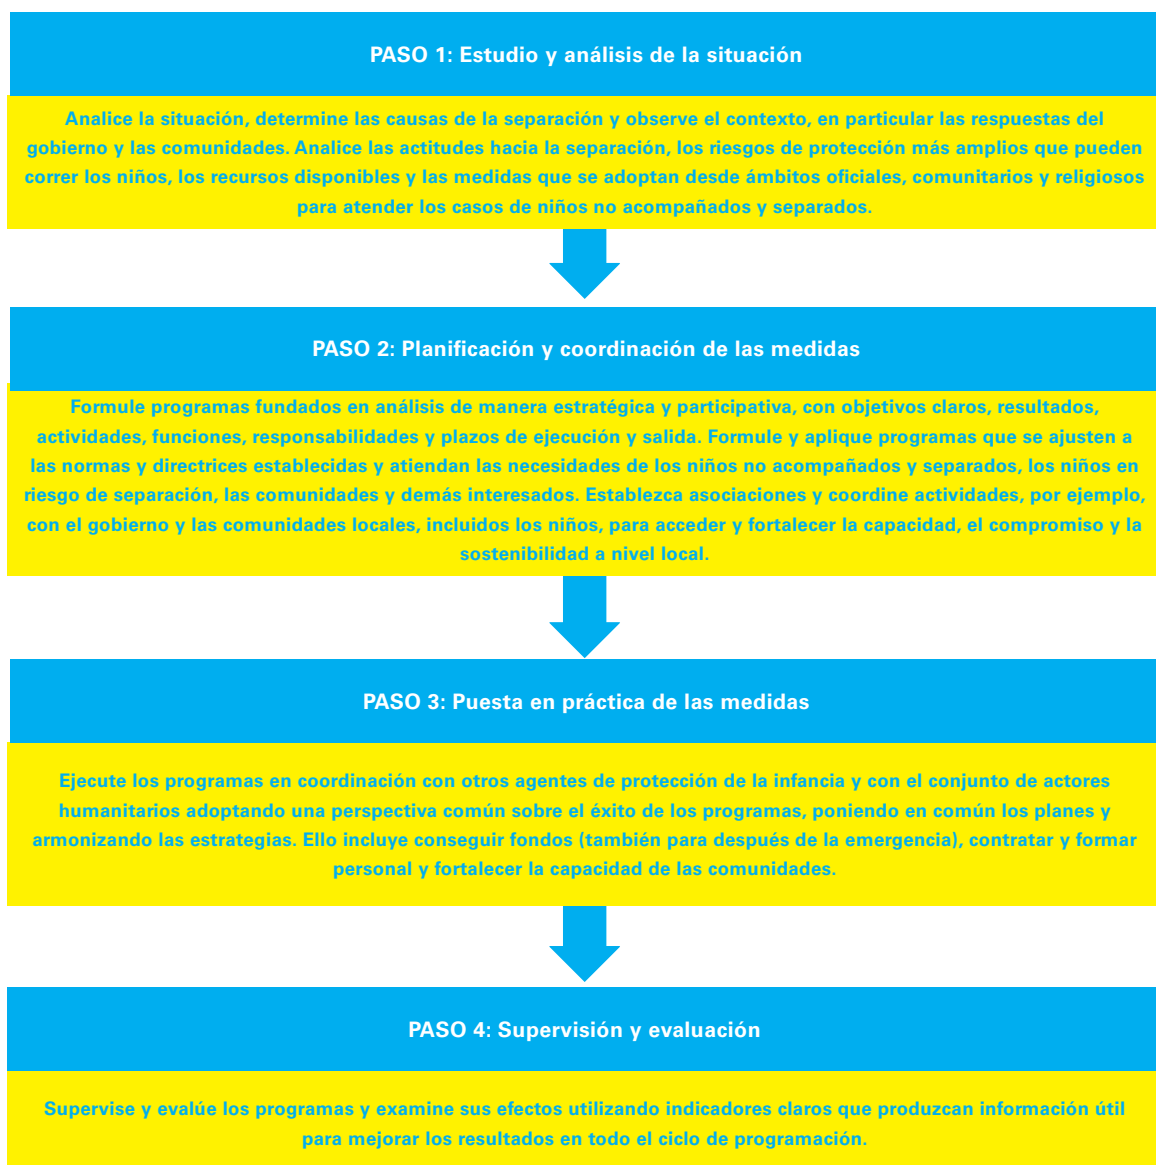 PASO 1: Estudio y análisis de la situación
Analice la situación, determine las causas de la separación y observe el contexto, en particular las respuestas del
gobierno y las comunidades. Analice las actitudes hacia la separación, los riesgos de protección más amplios que pueden
correr los niños, los recursos disponibles y las medidas que se adoptan desde ámbitos oficiales, comunitarios y religiosos
para atender los casos de niños no acompañados y separados.
PASO 2: Planificación y coordinación de las medidas
Formule programas fundados en análisis de manera estratégica y participativa, con objetivos claros, resultados,
actividades, funciones, responsabilidades y plazos de ejecución y salida. Formule y aplique programas que se ajusten a
las normas y directrices establecidas y atiendan las necesidades de los niños no acompañados y separados, los niños en
riesgo de separación, las comunidades y demás interesados. Establezca asociaciones y coordine actividades, por ejemplo,
con el gobierno y las comunidades locales, incluidos los niños, para acceder y fortalecer la capacidad, el compromiso y la
sostenibilidad a nivel local.
PASO 3: Puesta en práctica de las medidas
Ejecute los programas en coordinación con otros agentes de protección de la infancia y con el conjunto de actores
humanitarios adoptando una perspectiva común sobre el éxito de los programas, poniendo en común los planes y
armonizando las estrategias. Ello incluye conseguir fondos (también para después de la emergencia), contratar y formar
personal y fortalecer la capacidad de las comunidades.
PASO 4: Supervisión y evaluación
Supervise y evalúe los programas y examine sus efectos utilizando indicadores claros que produzcan información útil
para mejorar los resultados en todo el ciclo de programación.